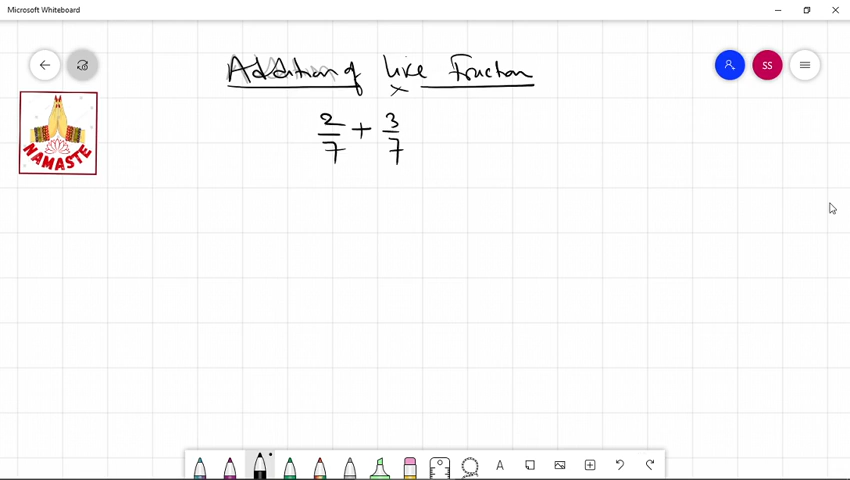 Microsoft Whiteboard
Addition of Like Fraction
SS
2/7 + 3/7
NAMASTE
A